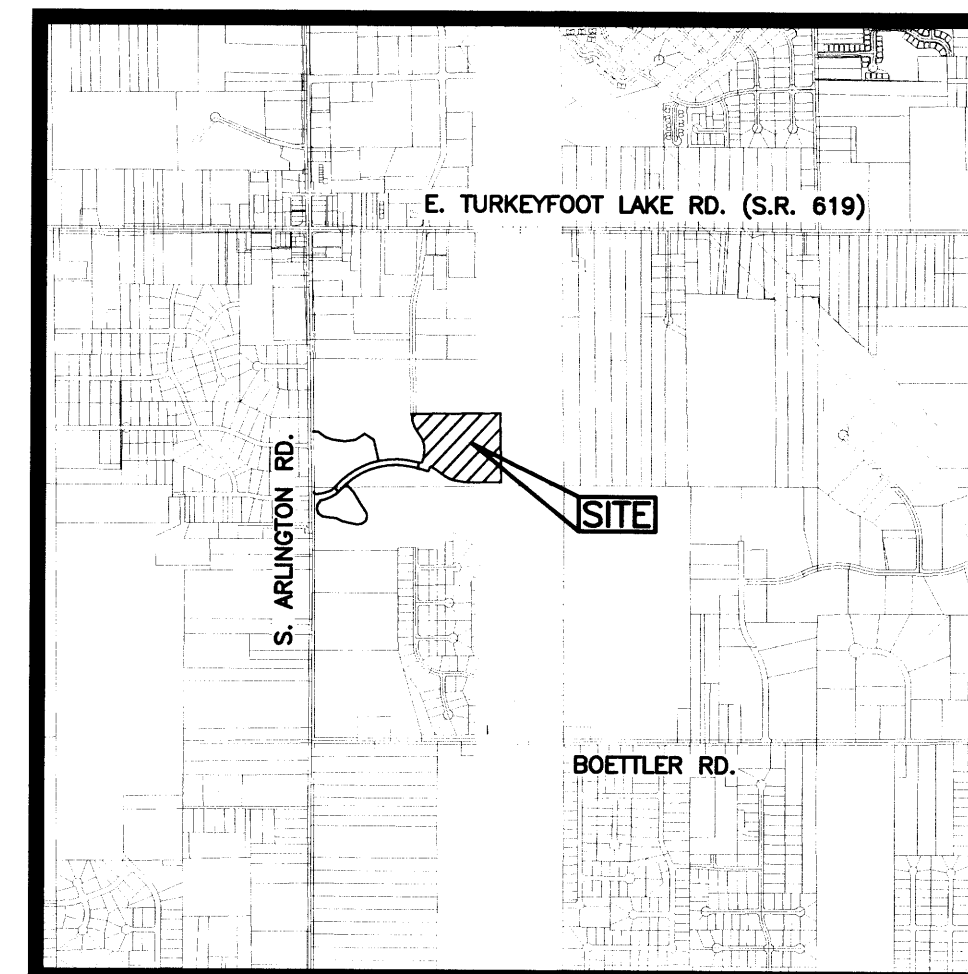 E. TURKEYFOOT LAKE RD. (S.R. 619)
S. ARLINGTON RD.
SITE
BOETTLER RD.